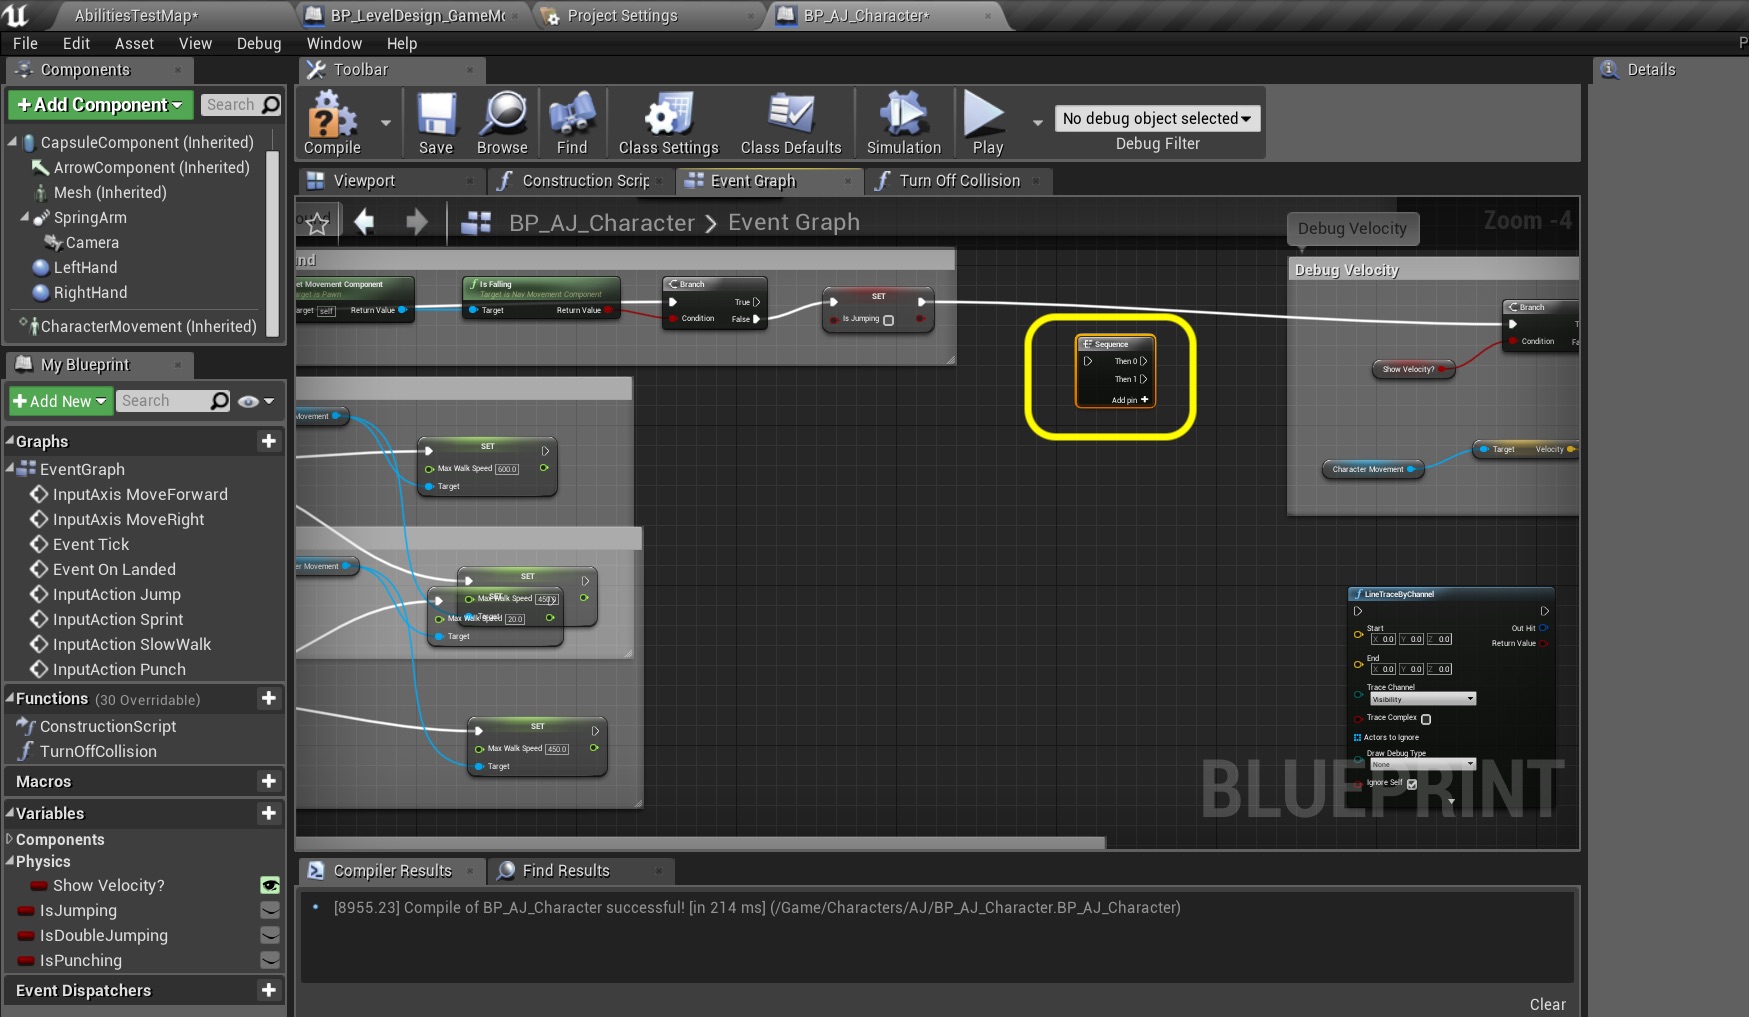 AbilitiesTestMap*
BP_LevelDesign_GameMo
Project Settings
BP_AJ_Character*
File Edit Asset View Debug Window Help
P
Components
Toolbar
Details
+Add Component
Search
CapsuleComponent (Inherited)
ArrowComponent (Inherited)
Mesh (Inherited)
SpringArm
Camera
LeftHand
RightHand
CharacterMovement (Inherited)
Compile
Save
Browse
Find
Class Settings
Class Defaults
Simulation
Play
No debug object selected
Debug Filter
Viewport
Construction Scrip
Event Graph
Turn Off Collision
BP_AJ_Character > Event Graph
Zoom -4
Debug Velocity
Debug Velocity
nd
et Movement Component
arget is Pawn
arget self
Return Value
Is Falling
Target is Nav Movement Component
Target
Return Value
Branch
True
Condition
False
SET
Is Jumping
Sequence
Then 0
Then 1
Add pin +
Branch
T
Condition
Fa
Show Velocity?
Character Movement
Target
Velocity
Movement
SET
Max Walk Speed 600.0
Target
er Movement
SET
Max Walk Speed 450.0
Target
SET
Max Walk Speed 20.0
Target
SET
Max Walk Speed 450.0
Target
LineTraceByChannel
Start
X 0.0 Y 0.0 Z 0.0
Out Hit
Return Value
End
X 0.0 Y 0.0 Z 0.0
Trace Channel
Visibility
Trace Complex
Actors to Ignore
Draw Debug Type
None
Ignore Self
BLUEPRINT
My Blueprint
+Add New
Search
Graphs
EventGraph
InputAxis MoveForward
InputAxis MoveRight
Event Tick
Event On Landed
InputAction Jump
InputAction Sprint
InputAction SlowWalk
InputAction Punch
Functions (30 Overridable)
ConstructionScript
TurnOffCollision
Macros
Variables
Components
Physics
Show Velocity?
IsJumping
IsDoubleJumping
IsPunching
Event Dispatchers
Compiler Results
Find Results
[8955.23] Compile of BP_AJ_Character successful! [in 214 ms] (/Game/Characters/AJ/BP_AJ_Character.BP_AJ_Character)
Clear